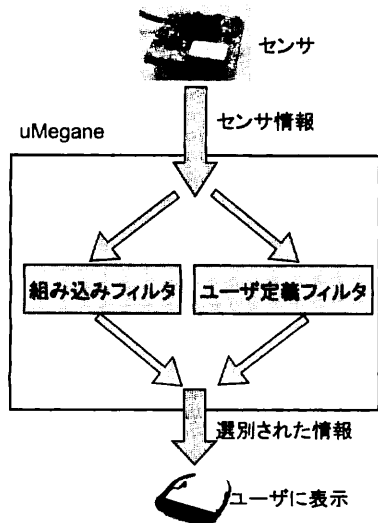 センサ
センサ情報
uMegane
組み込みフィルタ
ユーザ定義フィルタ
選別された情報
ユーザに表示